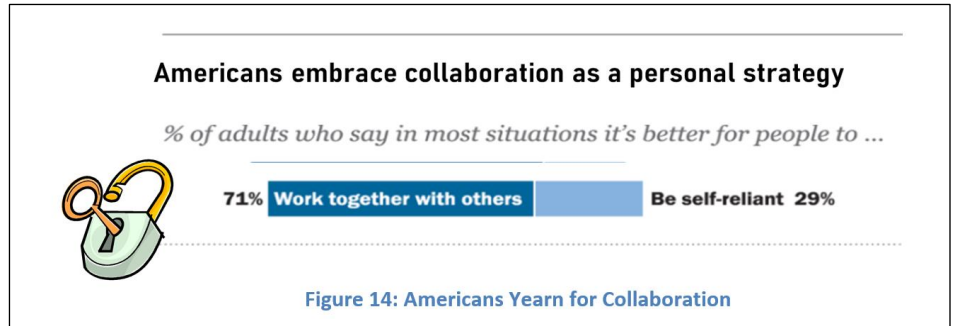 Americans embrace collaboration as a personal strategy
% of adults who say in most situations it's better for people to ...
71% Work together with others Be self-reliant 29%
Figure 14: Americans Yearn for Collaboration